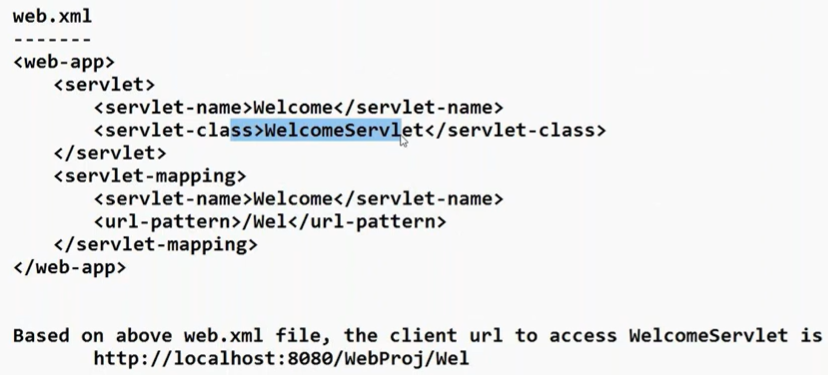 web.xml
-------
<web-app>
<servlet>
<servlet-name>Welcome</servlet-name>
<servlet-class>WelcomeServlet</servlet-class>
</servlet>
<servlet-mapping>
<servlet-name>Welcome</servlet-name>
<url-pattern>/Wel</url-pattern>
</servlet-mapping>
</web-app>
Based on above web.xml file, the client url to access WelcomeServlet is
http://localhost:8080/WebProj/Wel